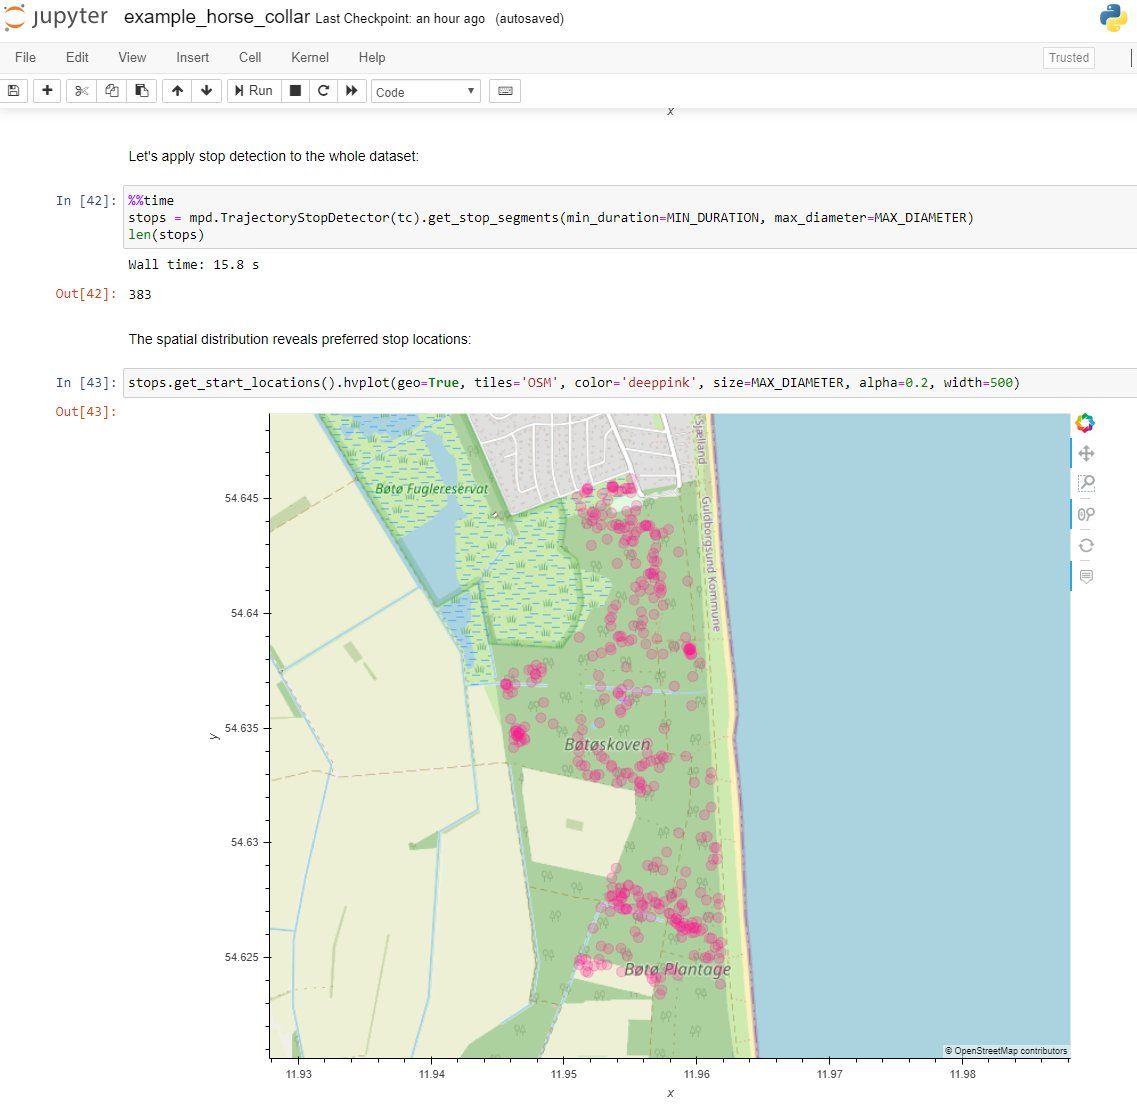 jupyter example_horse_collar Last Checkpoint: an hour ago (autosaved)
File Edit View Insert Cell Kernel Help Trusted
Run Code
x
Let's apply stop detection to the whole dataset:
In [42]: %%time
stops = mpd.TrajectoryStopDetector(tc).get_stop_segments(min_duration=MIN_DURATION, max_diameter=MAX_DIAMETER)
len(stops)
Wall time: 15.8 s
Out[42]: 383
The spatial distribution reveals preferred stop locations:
In [43]: stops.get_start_locations().hvplot(geo=True, tiles='OSM', color='deeppink', size=MAX_DIAMETER, alpha=0.2, width=500)
Out[43]:
Sjælland
Bøtø Fuglereservat
54.645
Guldborgsund Kommune
54.64
54.635
y
Bøtøskoven
54.63
54.625
Bøtø Plantage
© OpenStreetMap contributors
11.93 11.94 11.95 11.96 11.97 11.98
x